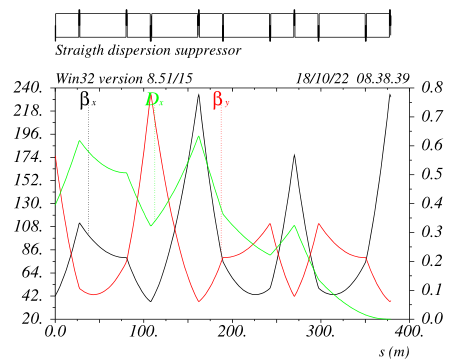 Straigth dispersion suppressor
Win32 version 8.51/15 18/10/22 08.38.39
240. βx Dx βy 0.8
218. 0.7
196. 0.6
174. 0.5
152.
130. 0.4
108. 0.3
86. 0.2
64.
42. 0.1
20. 0.0
0.0 100. 200. 300. 400.
s (m)